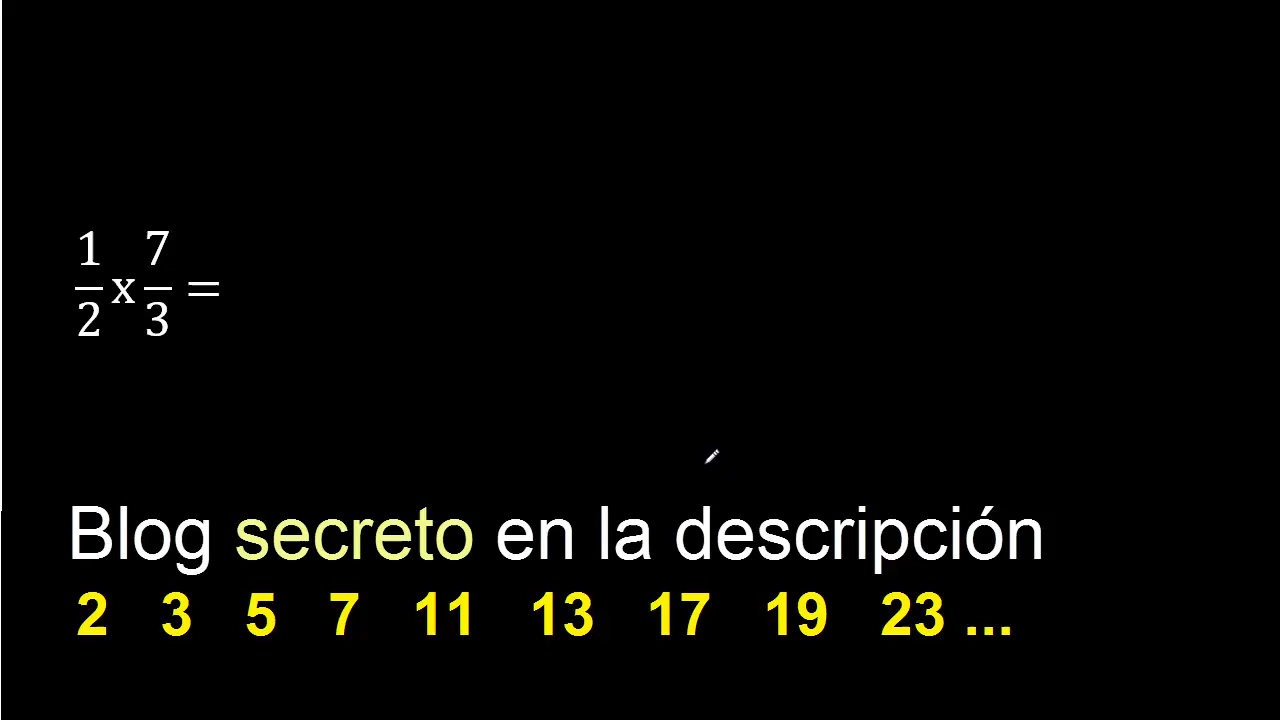 1/2 x 7/3 =
Blog secreto en la descripción
2 3 5 7 11 13 17 19 23 ...